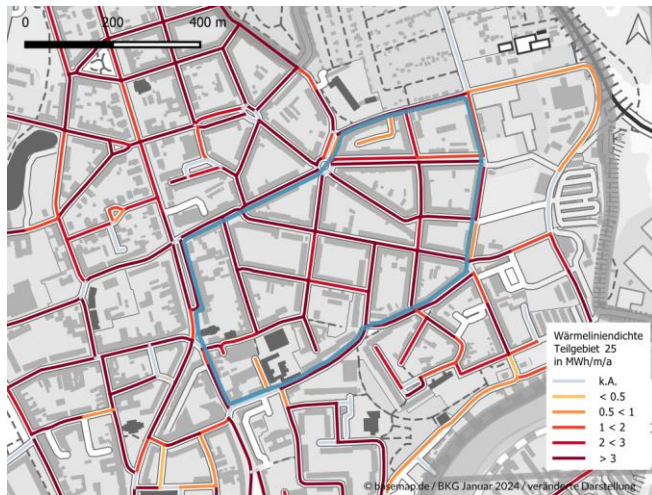 0 200 400 m
Wärmeliniendichte
Teilgebiet 25
in MWh/m/a
k.A.
< 0.5
0.5 < 1
1 < 2
2 < 3
> 3
© basemap.de / BKG Januar 2024 / veränderte Darstellung